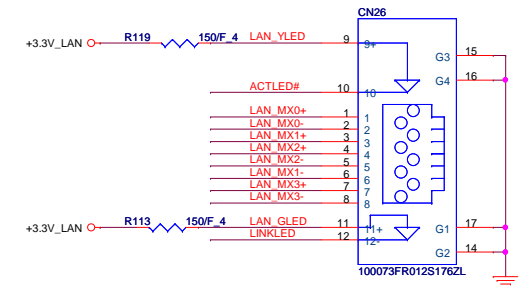 CN26
+3.3V_LAN R119 150/F_4 LAN_YLED 9 9+
G3 15
G4 16
ACTLED# 10 10
LAN_MX0+ 1 1
LAN_MX0- 2 2
LAN_MX1+ 3 3
LAN_MX2+ 4 4
LAN_MX2- 5 5
LAN_MX1- 6 6
LAN_MX3+ 7 7
LAN_MX3- 8 8
+3.3V_LAN R113 150/F_4 LAN_GLED 11 11+
G1 17
LINKLED 12 12-
G2 14
100073FR012S176ZL